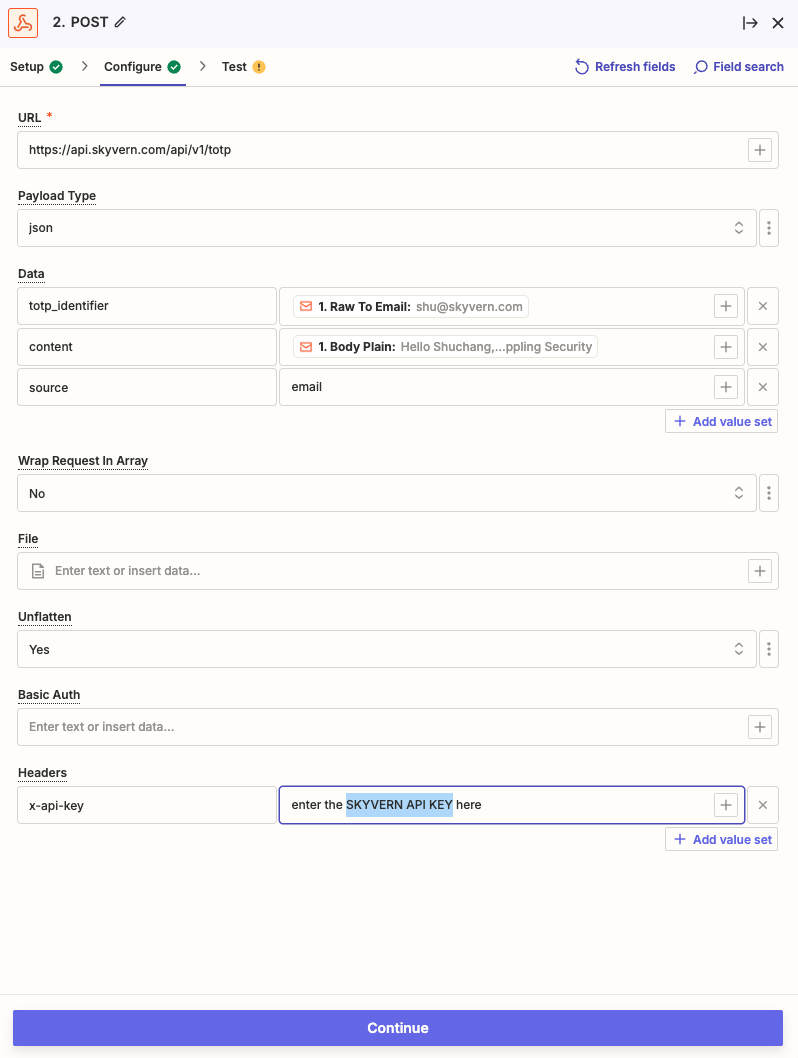 2. POST
Setup
Configure
Test
Refresh fields
Field search
URL *
https://api.skyvern.com/api/v1/totp
Payload Type
json
Data
totp_identifier
1. Raw To Email: shu@skyvern.com
content
1. Body Plain: Hello Shuchang,...ppling Security
source
email
Add value set
Wrap Request In Array
No
File
Enter text or insert data...
Unflatten
Yes
Basic Auth
Enter text or insert data...
Headers
x-api-key
enter the SKYVERN API KEY here
Add value set
Continue